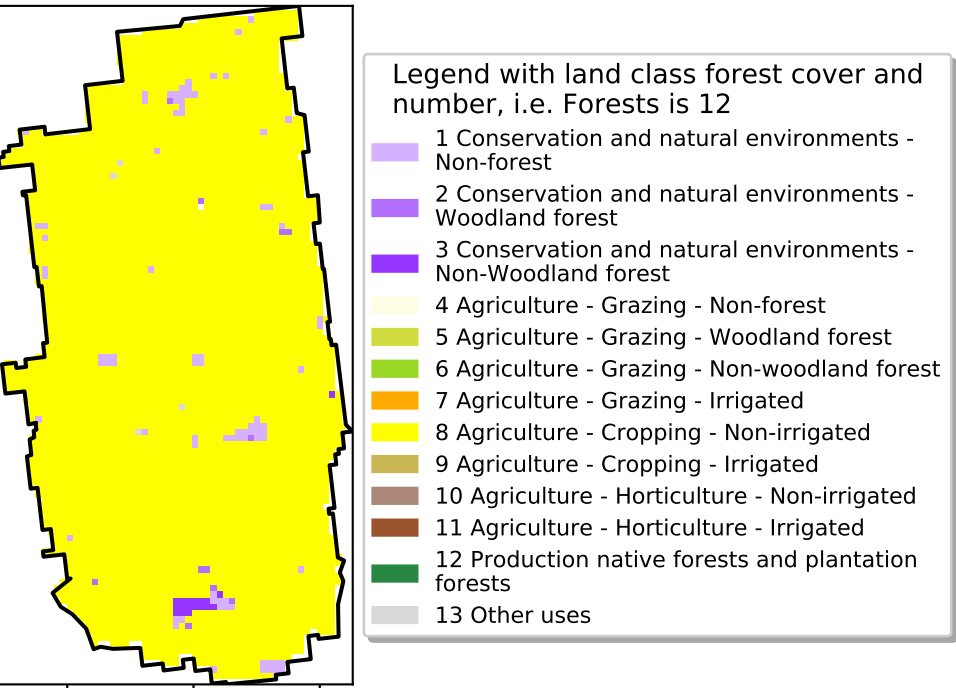 Legend with land class forest cover and
number, i.e. Forests is 12
1 Conservation and natural environments -
Non-forest
2 Conservation and natural environments -
Woodland forest
3 Conservation and natural environments -
Non-Woodland forest
4 Agriculture - Grazing - Non-forest
5 Agriculture - Grazing - Woodland forest
6 Agriculture - Grazing - Non-woodland forest
7 Agriculture - Grazing - Irrigated
8 Agriculture - Cropping - Non-irrigated
9 Agriculture - Cropping - Irrigated
10 Agriculture - Horticulture - Non-irrigated
11 Agriculture - Horticulture - Irrigated
12 Production native forests and plantation
forests
13 Other uses